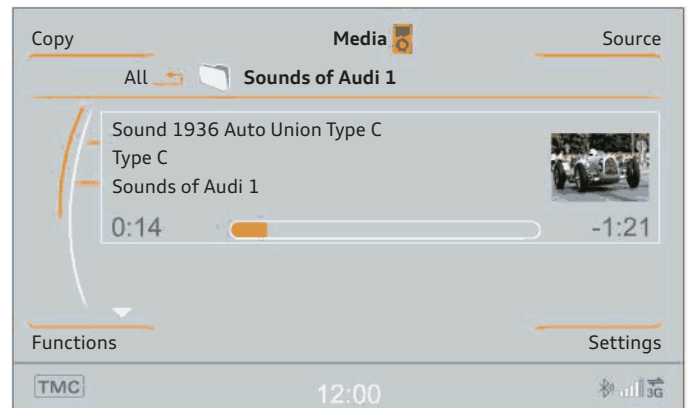 Copy Media Source
All Sounds of Audi 1
Sound 1936 Auto Union Type C
Type C
Sounds of Audi 1
0:14 -1:21
Functions Settings
TMC 12:00 3G